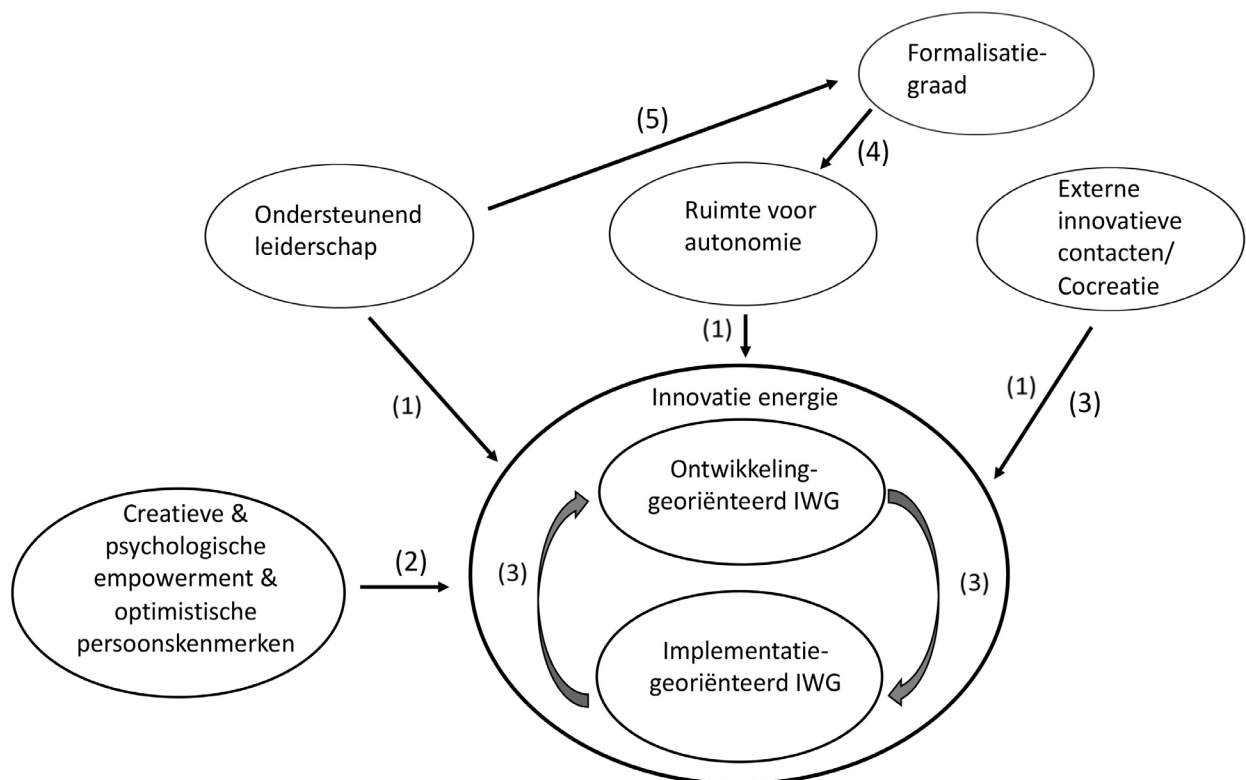 Formalisatie-
graad
(5)
(4)
Ondersteunend
leiderschap
Ruimte voor
autonomie
Externe
innovatieve
contacten/
Cocreatie
(1)
(1)
(1)
(3)
Innovatie energie
Ontwikkeling-
georiënteerd IWG
Creatieve &
psychologische
empowerment &
optimistische
persoonskenmerken
(2)
(3)
(3)
Implementatie-
georiënteerd IWG